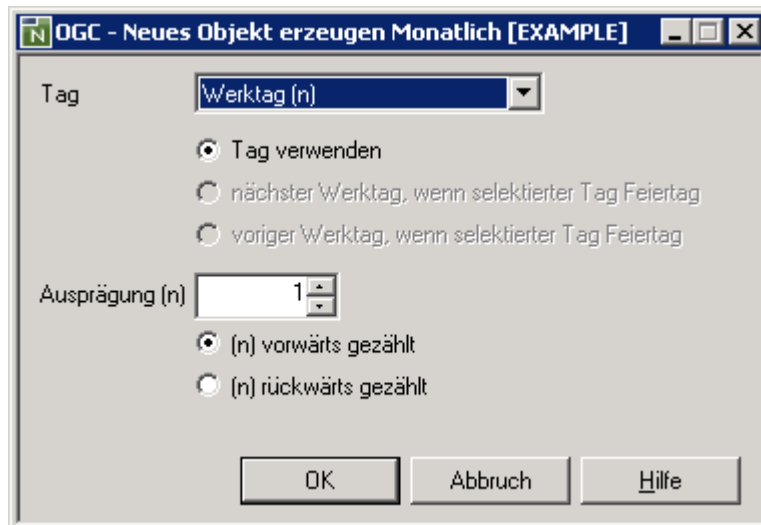 N OGC - Neues Objekt erzeugen Monatlich [EXAMPLE]
Tag Werktag (n)
Tag verwenden
nächster Werktag, wenn selektierter Tag Feiertag
voriger Werktag, wenn selektierter Tag Feiertag
Ausprägung (n) 1
(n) vorwärts gezählt
(n) rückwärts gezählt
OK Abbruch Hilfe